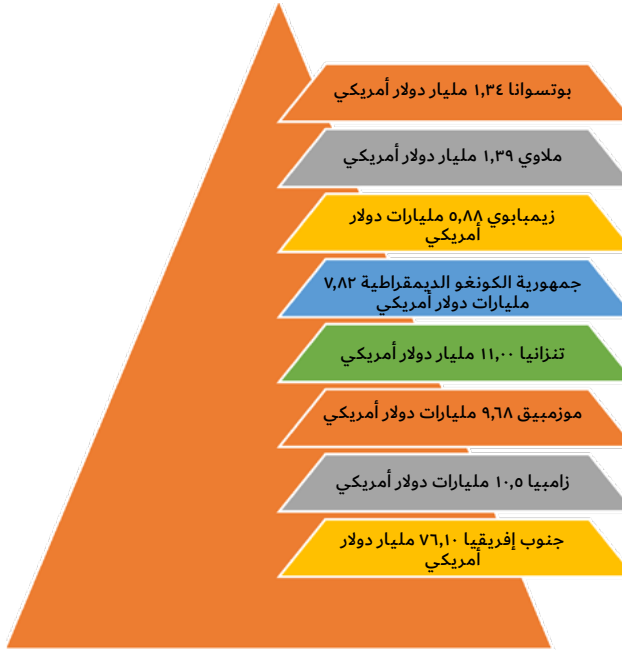 بوتسوانا ١,٣٤ مليار دولار أمريكي
ملاوي ١,٣٩ مليار دولار أمريكي
زيمبابوي ٥,٨٨ مليارات دولار
أمريكي
جمهورية الكونغو الديمقراطية ٧,٨٢
مليارات دولار أمريكي
تنزانيا ١١,٠٠ مليار دولار أمريكي
موزمبيق ٩,٦٨ مليارات دولار أمريكي
زامبيا ١٠,٥ مليارات دولار أمريكي
جنوب إفريقيا ٧٦,١٠ مليار دولار
أمريكي